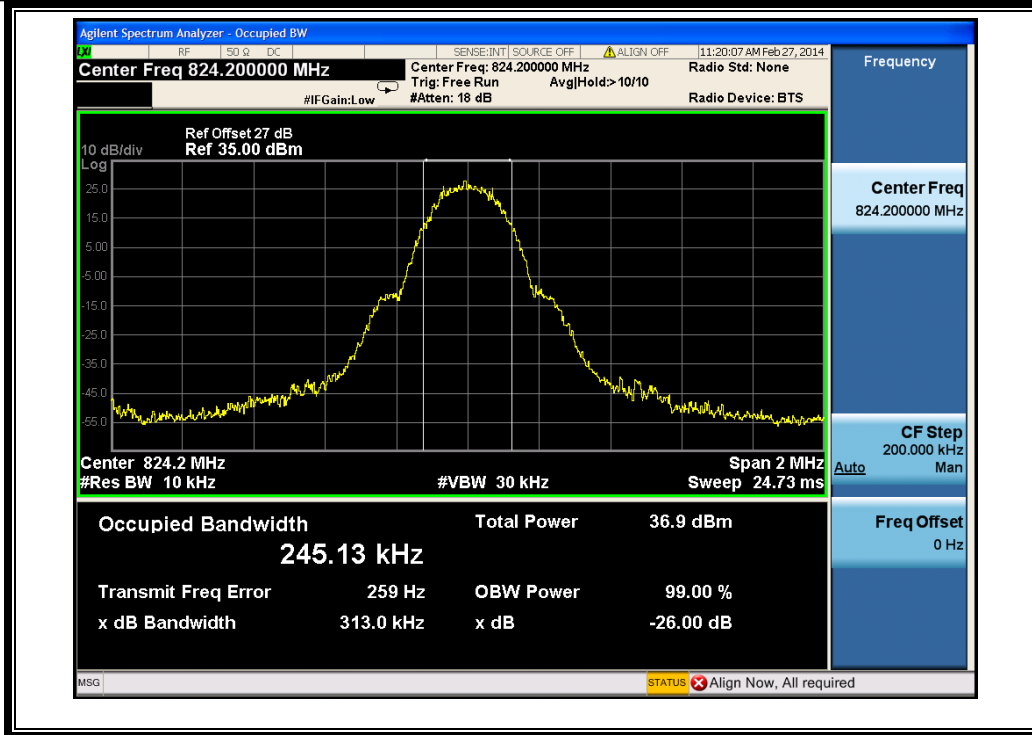 Agilent Spectrum Analyzer - Occupied BW
LXI RF 50 Ω DC SENSE:INT SOURCE OFF ALIGN OFF 11:20:07 AM Feb 27, 2014
Center Freq 824.200000 MHz
Center Freq: 824.200000 MHz Radio Std: None
Trig: Free Run Avg|Hold:>10/10
#IFGain:Low #Atten: 18 dB Radio Device: BTS
Ref Offset 27 dB
10 dB/div Ref 35.00 dBm
Log
25.0
15.0
5.00
-5.00
-15.0
-25.0
-35.0
-45.0
-55.0
Center 824.2 MHz Span 2 MHz
#Res BW 10 kHz #VBW 30 kHz Sweep 24.73 ms
Occupied Bandwidth Total Power 36.9 dBm
245.13 kHz
Transmit Freq Error 259 Hz OBW Power 99.00 %
x dB Bandwidth 313.0 kHz x dB -26.00 dB
MSG STATUS Align Now, All required
Frequency
Center Freq
824.200000 MHz
CF Step
200.000 kHz
Auto Man
Freq Offset
0 Hz